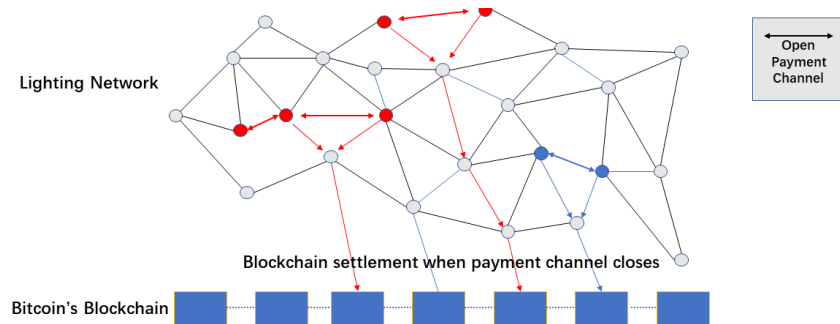 Open
Payment
Channel
Lighting Network
Blockchain settlement when payment channel closes
Bitcoin's Blockchain